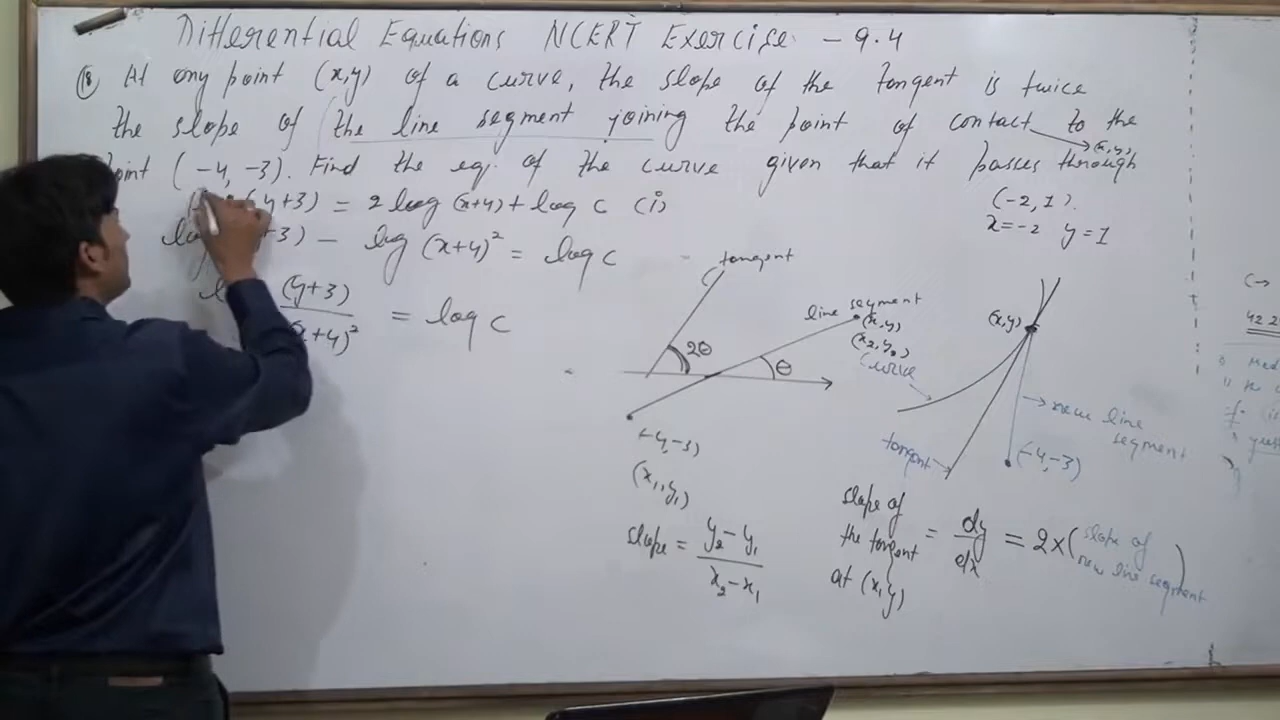 Differential Equations NCERT Exercise - 9.4
18 At any point (x,y) of a curve, the slope of the tangent is twice
the slope of the line segment joining the point of contact to the
(x,y)
point (-4, -3). Find the eq. of the curve given that it passes through
(-2, 1).
x=-2 y=1
(y+3) = 2 log (x+4) + log c (i)
+3) - log (x+4)² = log c
(y+3)
= log c
(x+4)²
tangent
2θ
θ
line segment
(x,y)
(x₂,y₂)
(-4,-3)
(x₁,y₁)
slope = y₂-y₁
x₂-x₁
(x,y)
curve
tangent
new line
segment
(-4,-3)
slope of
the tangent = dy/dx = 2x(slope of
new line segment)
at (x,y)